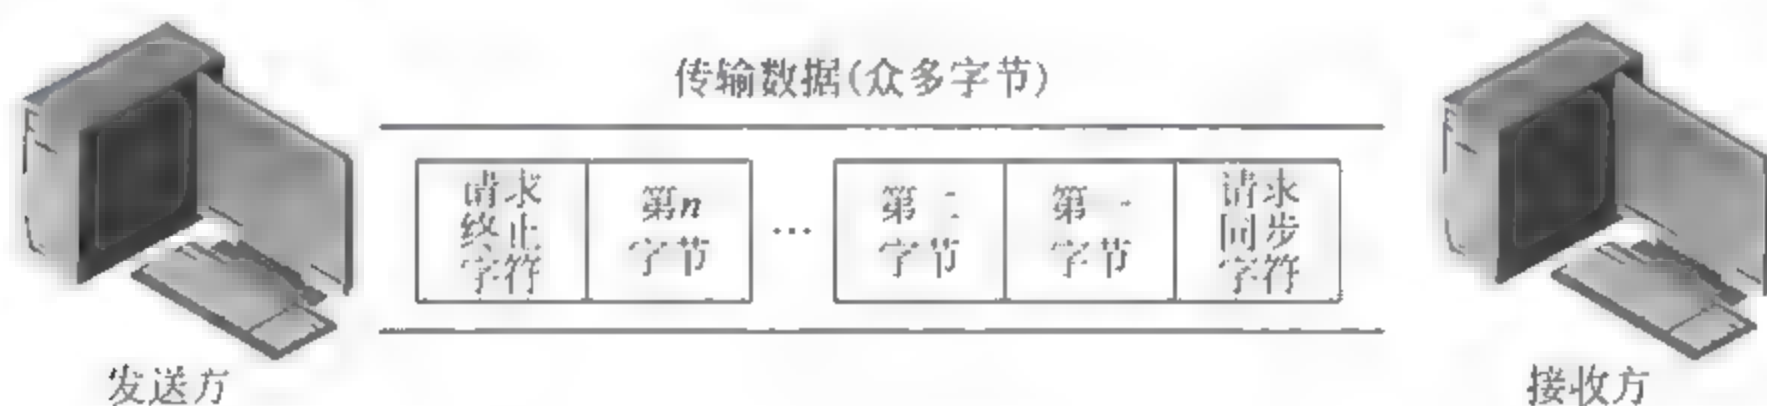 传输数据(众多字节)
请求
终止
字符
第n
字节
…
第二
字节
第一
字节
请求
同步
字符
发送方
接收方